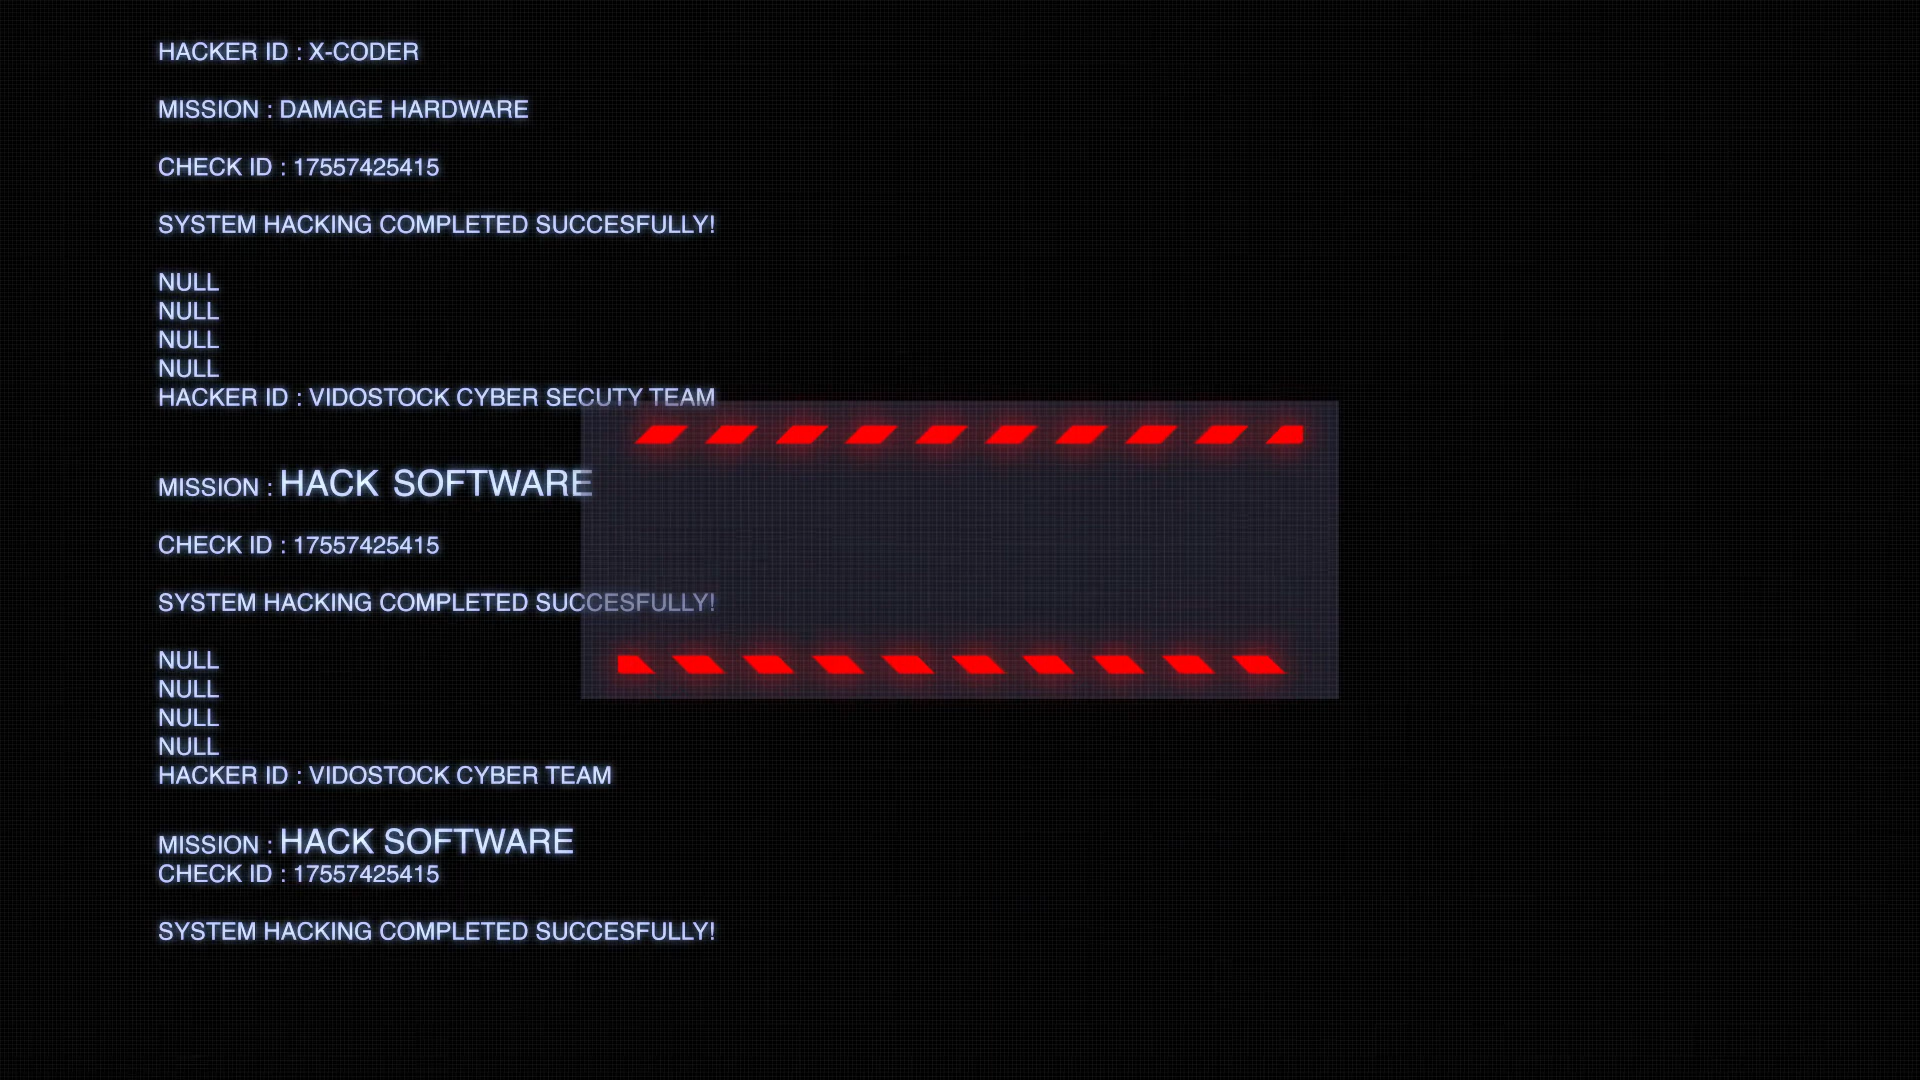 HACKER ID : X-CODER
MISSION : DAMAGE HARDWARE
CHECK ID : 17557425415
SYSTEM HACKING COMPLETED SUCCESFULLY!
NULL
NULL
NULL
NULL
HACKER ID : VIDOSTOCK CYBER SECUTY TEAM
MISSION : HACK SOFTWARE
CHECK ID : 17557425415
SYSTEM HACKING COMPLETED SUCCESFULLY!
NULL
NULL
NULL
NULL
HACKER ID : VIDOSTOCK CYBER TEAM
MISSION : HACK SOFTWARE
CHECK ID : 17557425415
SYSTEM HACKING COMPLETED SUCCESFULLY!